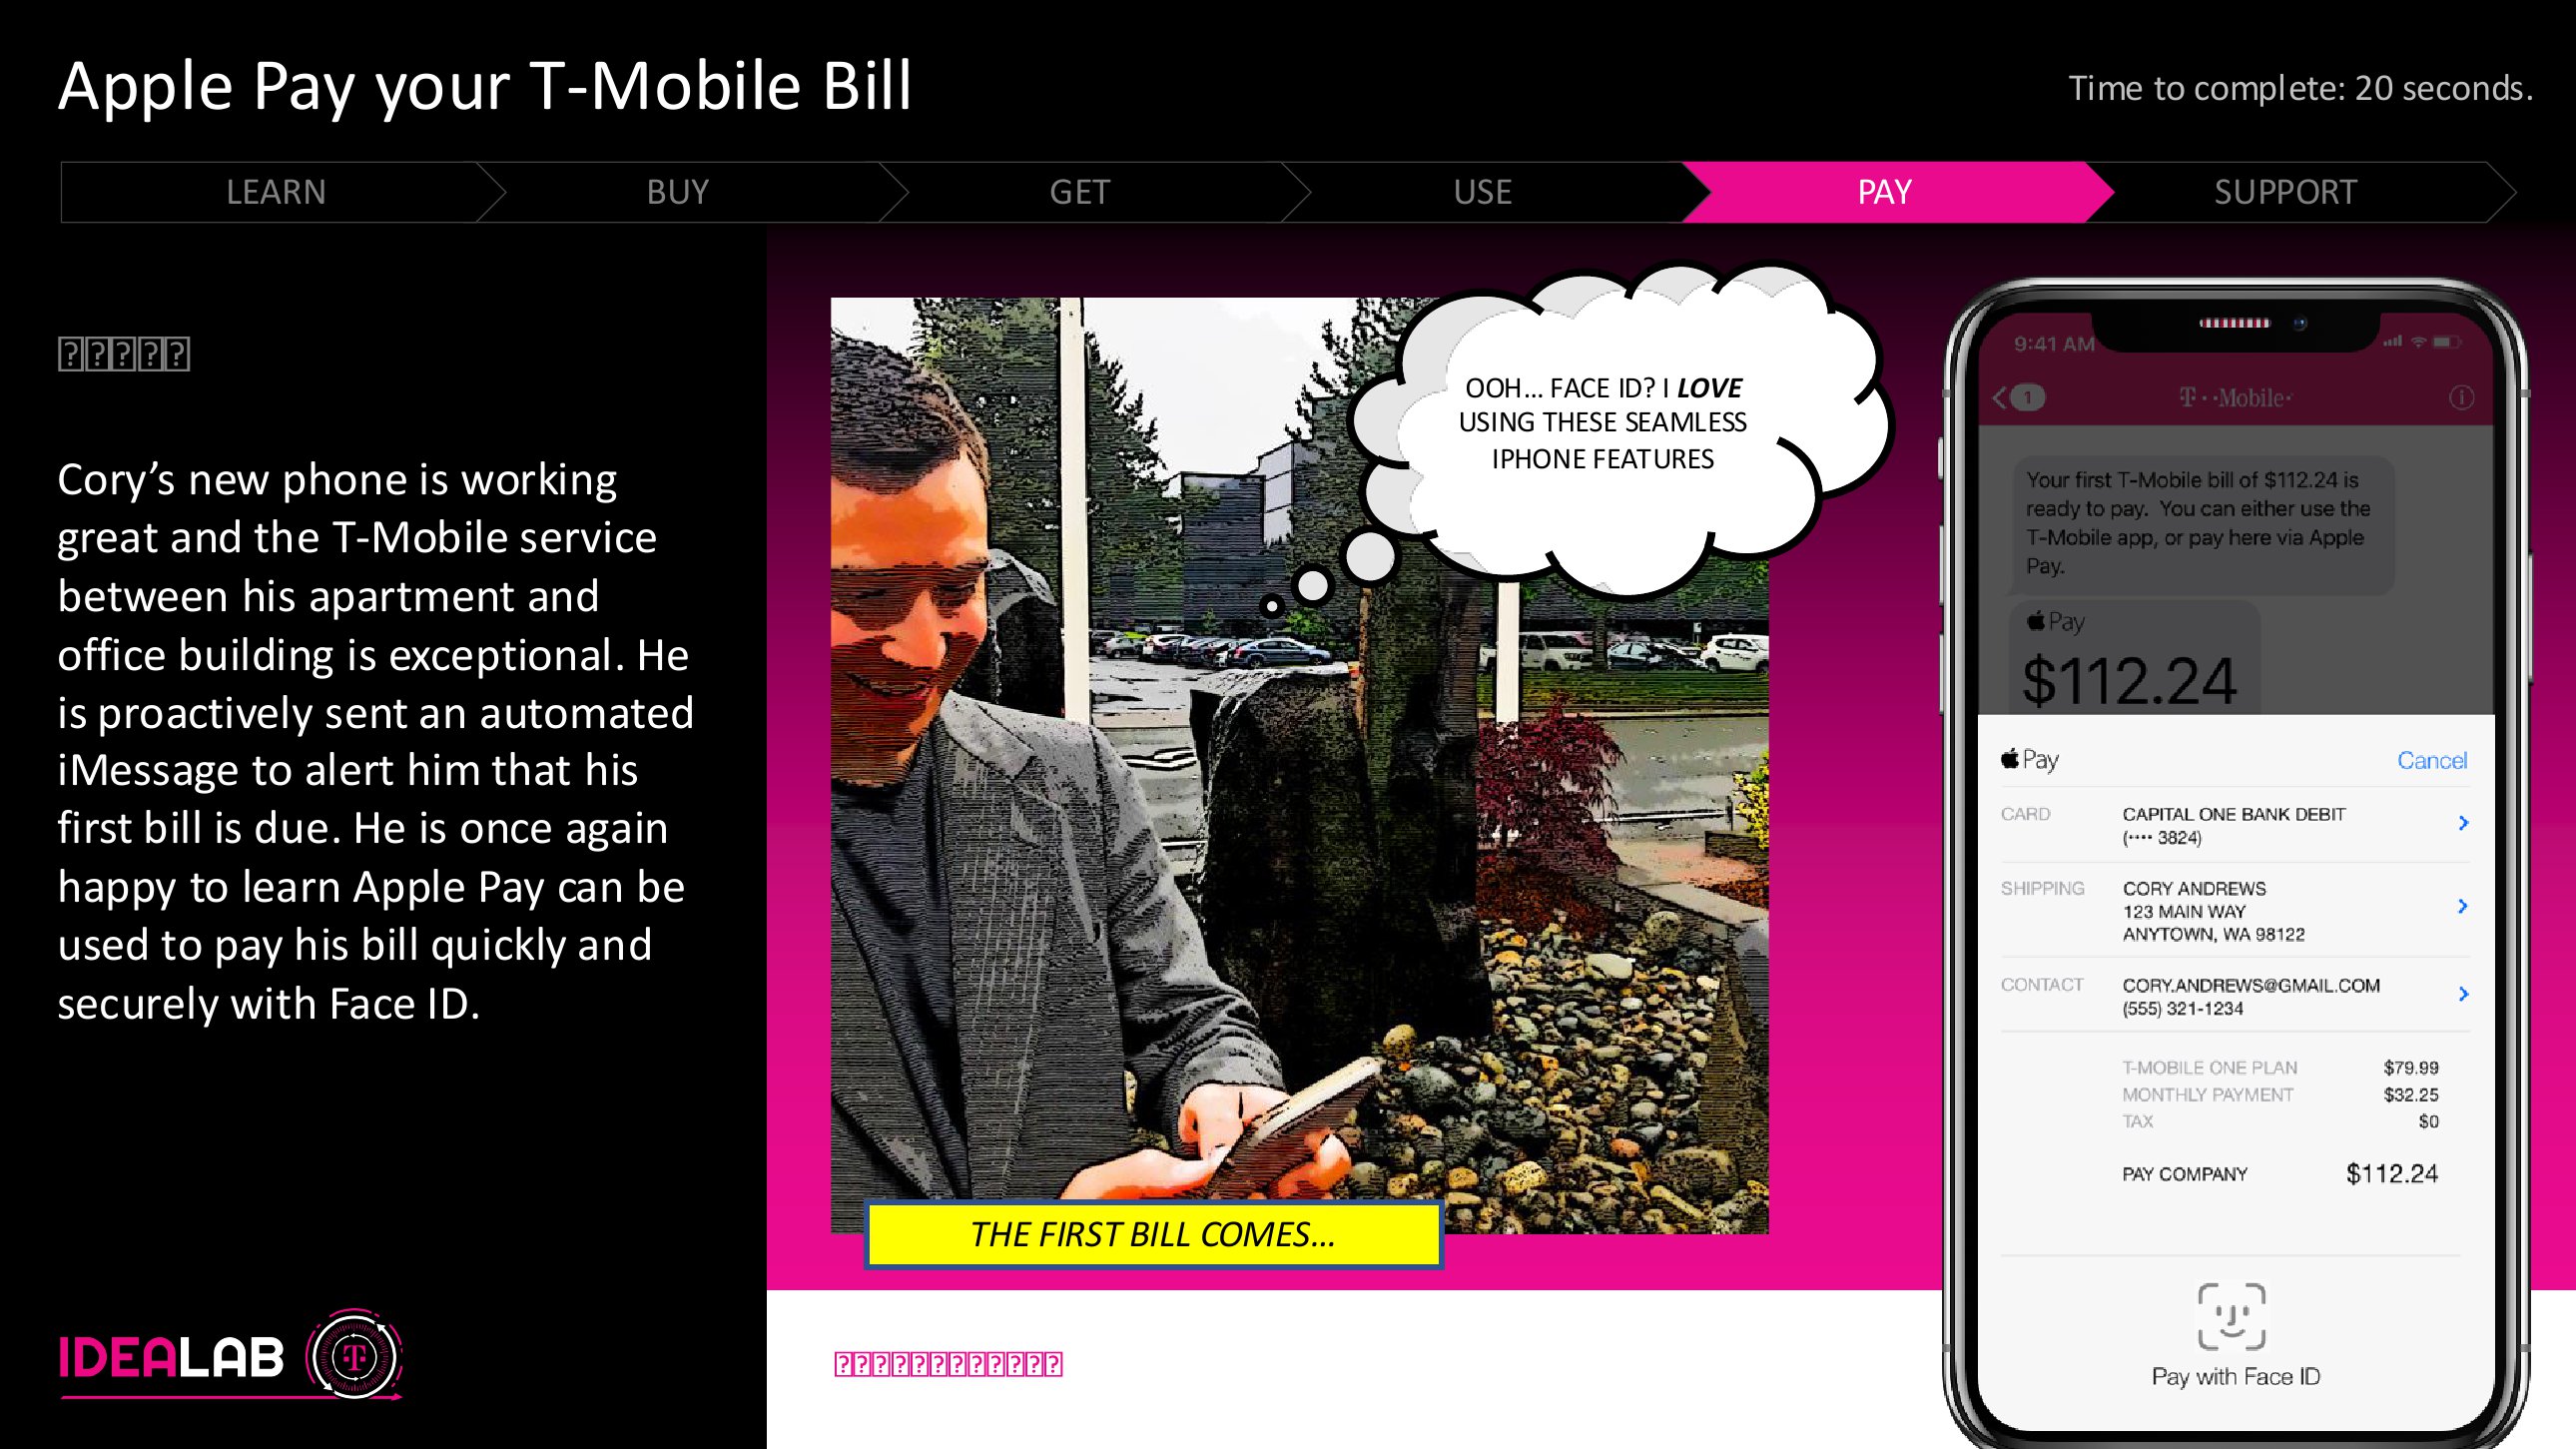 Apple Pay your T-Mobile Bill
Time to complete: 20 seconds.
LEARN
BUY
GET
USE
PAY
SUPPORT
Cory’s new phone is working
great and the T-Mobile service
between his apartment and
office building is exceptional. He
is proactively sent an automated
iMessage to alert him that his
first bill is due. He is once again
happy to learn Apple Pay can be
used to pay his bill quickly and
securely with Face ID.
OOH... FACE ID? I LOVE
USING THESE SEAMLESS
IPHONE FEATURES
THE FIRST BILL COMES...
9:41 AM
1
T··Mobile·
Your first T-Mobile bill of $112.24 is
ready to pay. You can either use the
T-Mobile app, or pay here via Apple
Pay.
Pay
$112.24
Pay
Cancel
CARD
CAPITAL ONE BANK DEBIT
(•••• 3824)
SHIPPING
CORY ANDREWS
123 MAIN WAY
ANYTOWN, WA 98122
CONTACT
CORY.ANDREWS@GMAIL.COM
(555) 321-1234
T-MOBILE ONE PLAN $79.99
MONTHLY PAYMENT $32.25
TAX $0
PAY COMPANY $112.24
Pay with Face ID
IDEALAB
T